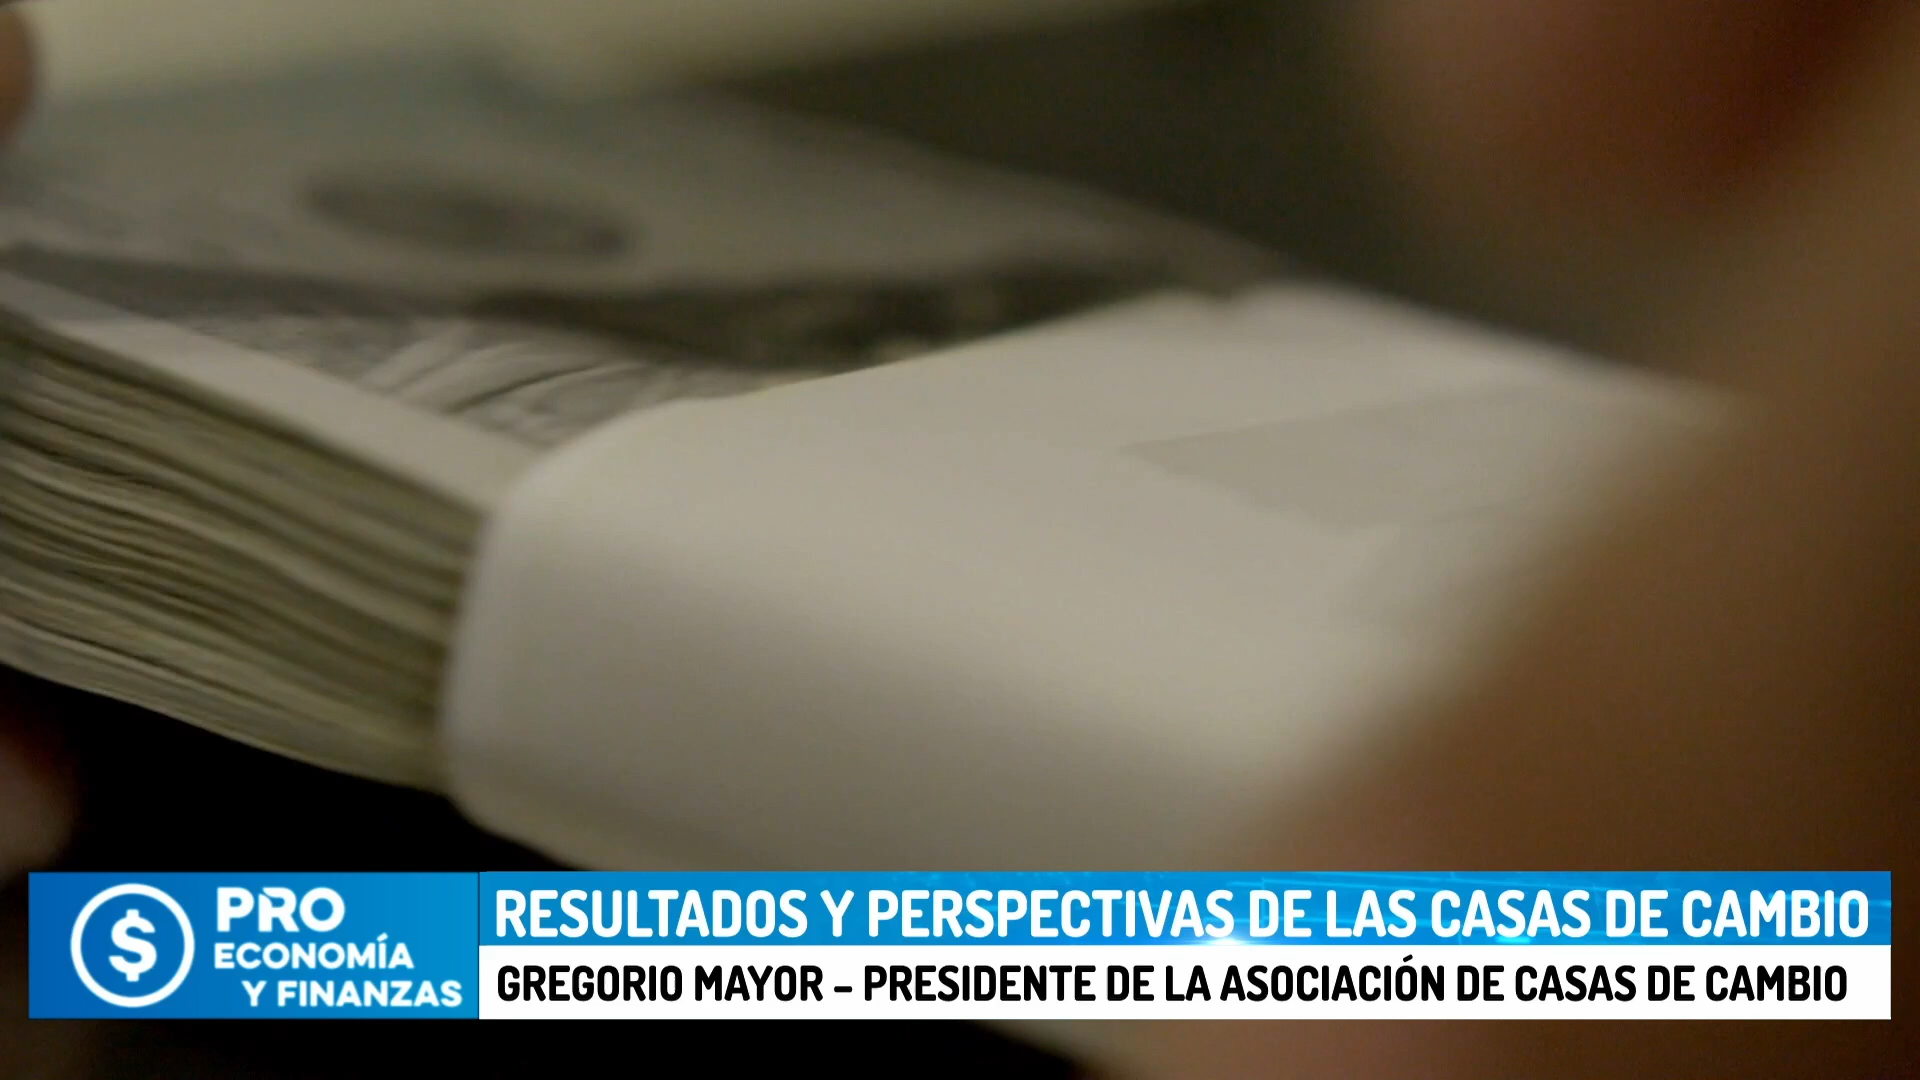 PRO
ECONOMÍA
Y FINANZAS
RESULTADOS Y PERSPECTIVAS DE LAS CASAS DE CAMBIO
GREGORIO MAYOR – PRESIDENTE DE LA ASOCIACIÓN DE CASAS DE CAMBIO